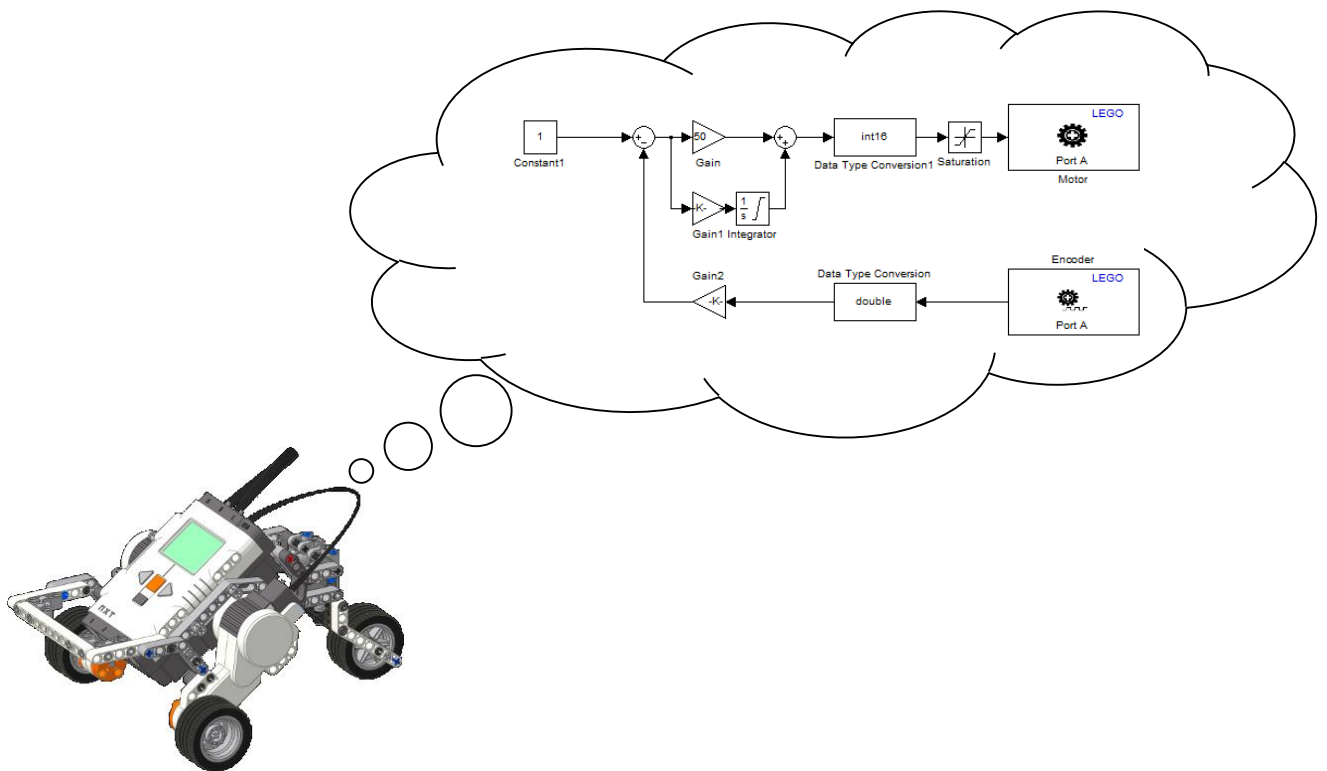 1
Constant1
+
−
50
Gain
+
+
int16
Data Type Conversion1
Saturation
LEGO
Port A
Motor
-K-
Gain1
1
s
Integrator
Gain2
-K-
Data Type Conversion
double
Encoder
LEGO
Port A
NXT